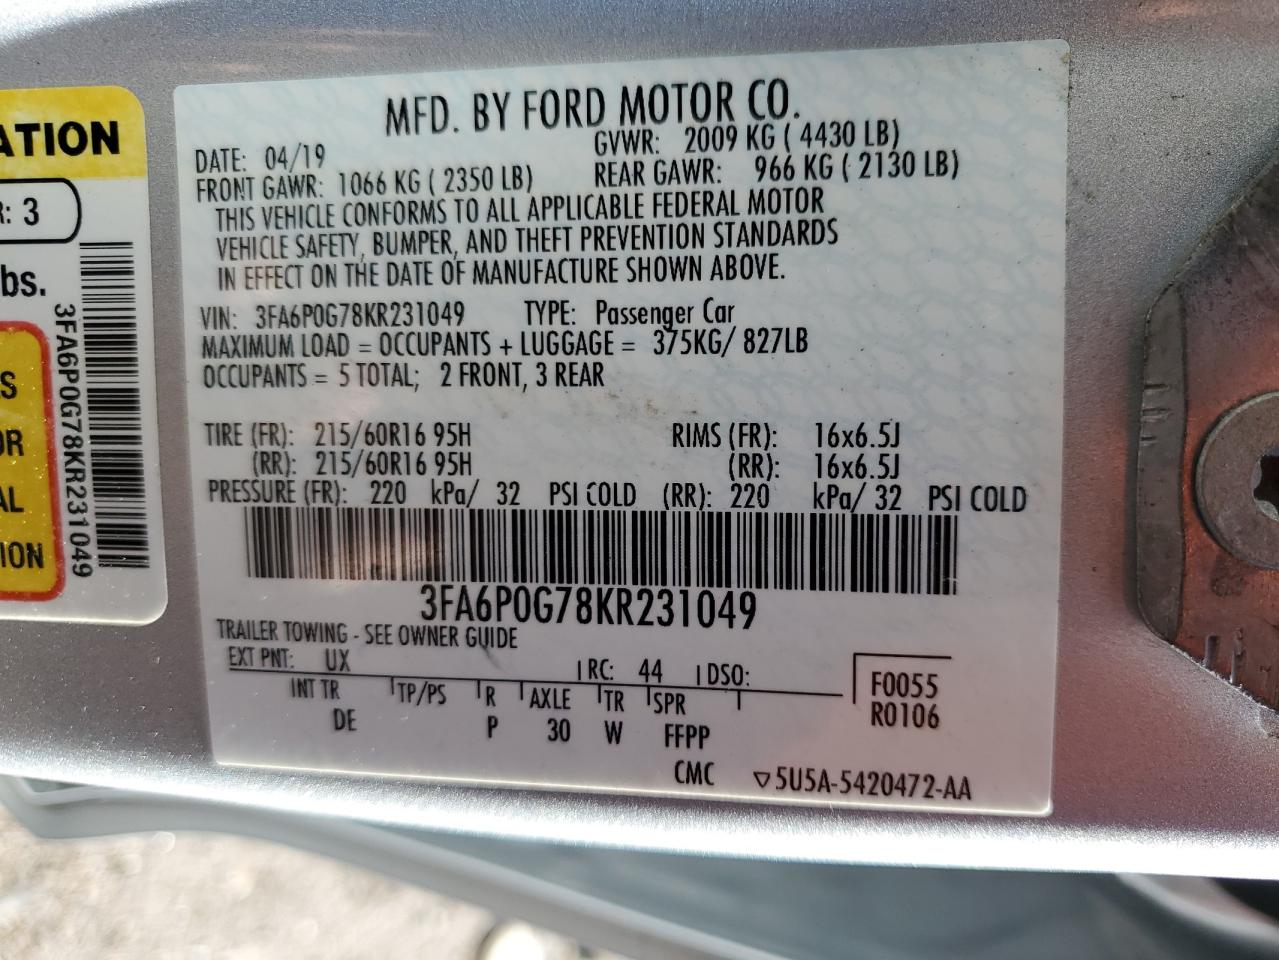 ATION
: 3
bs.
3FA6P0G78KR231049
S
OR
AL
ION
MFD. BY FORD MOTOR CO.
DATE: 04/19 GVWR: 2009 KG ( 4430 LB)
FRONT GAWR: 1066 KG ( 2350 LB) REAR GAWR: 966 KG ( 2130 LB)
THIS VEHICLE CONFORMS TO ALL APPLICABLE FEDERAL MOTOR
VEHICLE SAFETY, BUMPER, AND THEFT PREVENTION STANDARDS
IN EFFECT ON THE DATE OF MANUFACTURE SHOWN ABOVE.
VIN: 3FA6P0G78KR231049 TYPE: Passenger Car
MAXIMUM LOAD = OCCUPANTS + LUGGAGE = 375KG/ 827LB
OCCUPANTS = 5 TOTAL; 2 FRONT, 3 REAR
TIRE (FR): 215/60R16 95H RIMS (FR): 16x6.5J
(RR): 215/60R16 95H (RR): 16x6.5J
PRESSURE (FR): 220 kPa/ 32 PSI COLD (RR): 220 kPa/ 32 PSI COLD
3FA6P0G78KR231049
TRAILER TOWING - SEE OWNER GUIDE
EXT PNT: UX RC: 44 DSO:
INT TR TP/PS R AXLE TR SPR F0055
DE P 30 W FFPP R0106
CMC ▽5U5A-5420472-AA